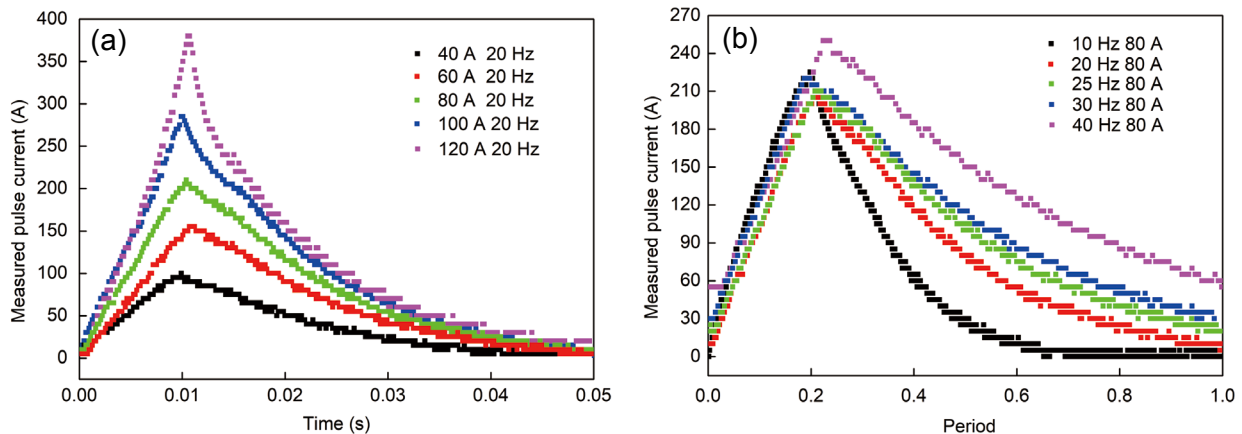 (a)
40 A 20 Hz
60 A 20 Hz
80 A 20 Hz
100 A 20 Hz
120 A 20 Hz
Measured pulse current (A)
400
350
300
250
200
150
100
50
0
0.00 0.01 0.02 0.03 0.04 0.05
Time (s)
(b)
10 Hz 80 A
20 Hz 80 A
25 Hz 80 A
30 Hz 80 A
40 Hz 80 A
Measured pulse current (A)
270
240
210
180
150
120
90
60
30
0
0.0 0.2 0.4 0.6 0.8 1.0
Period